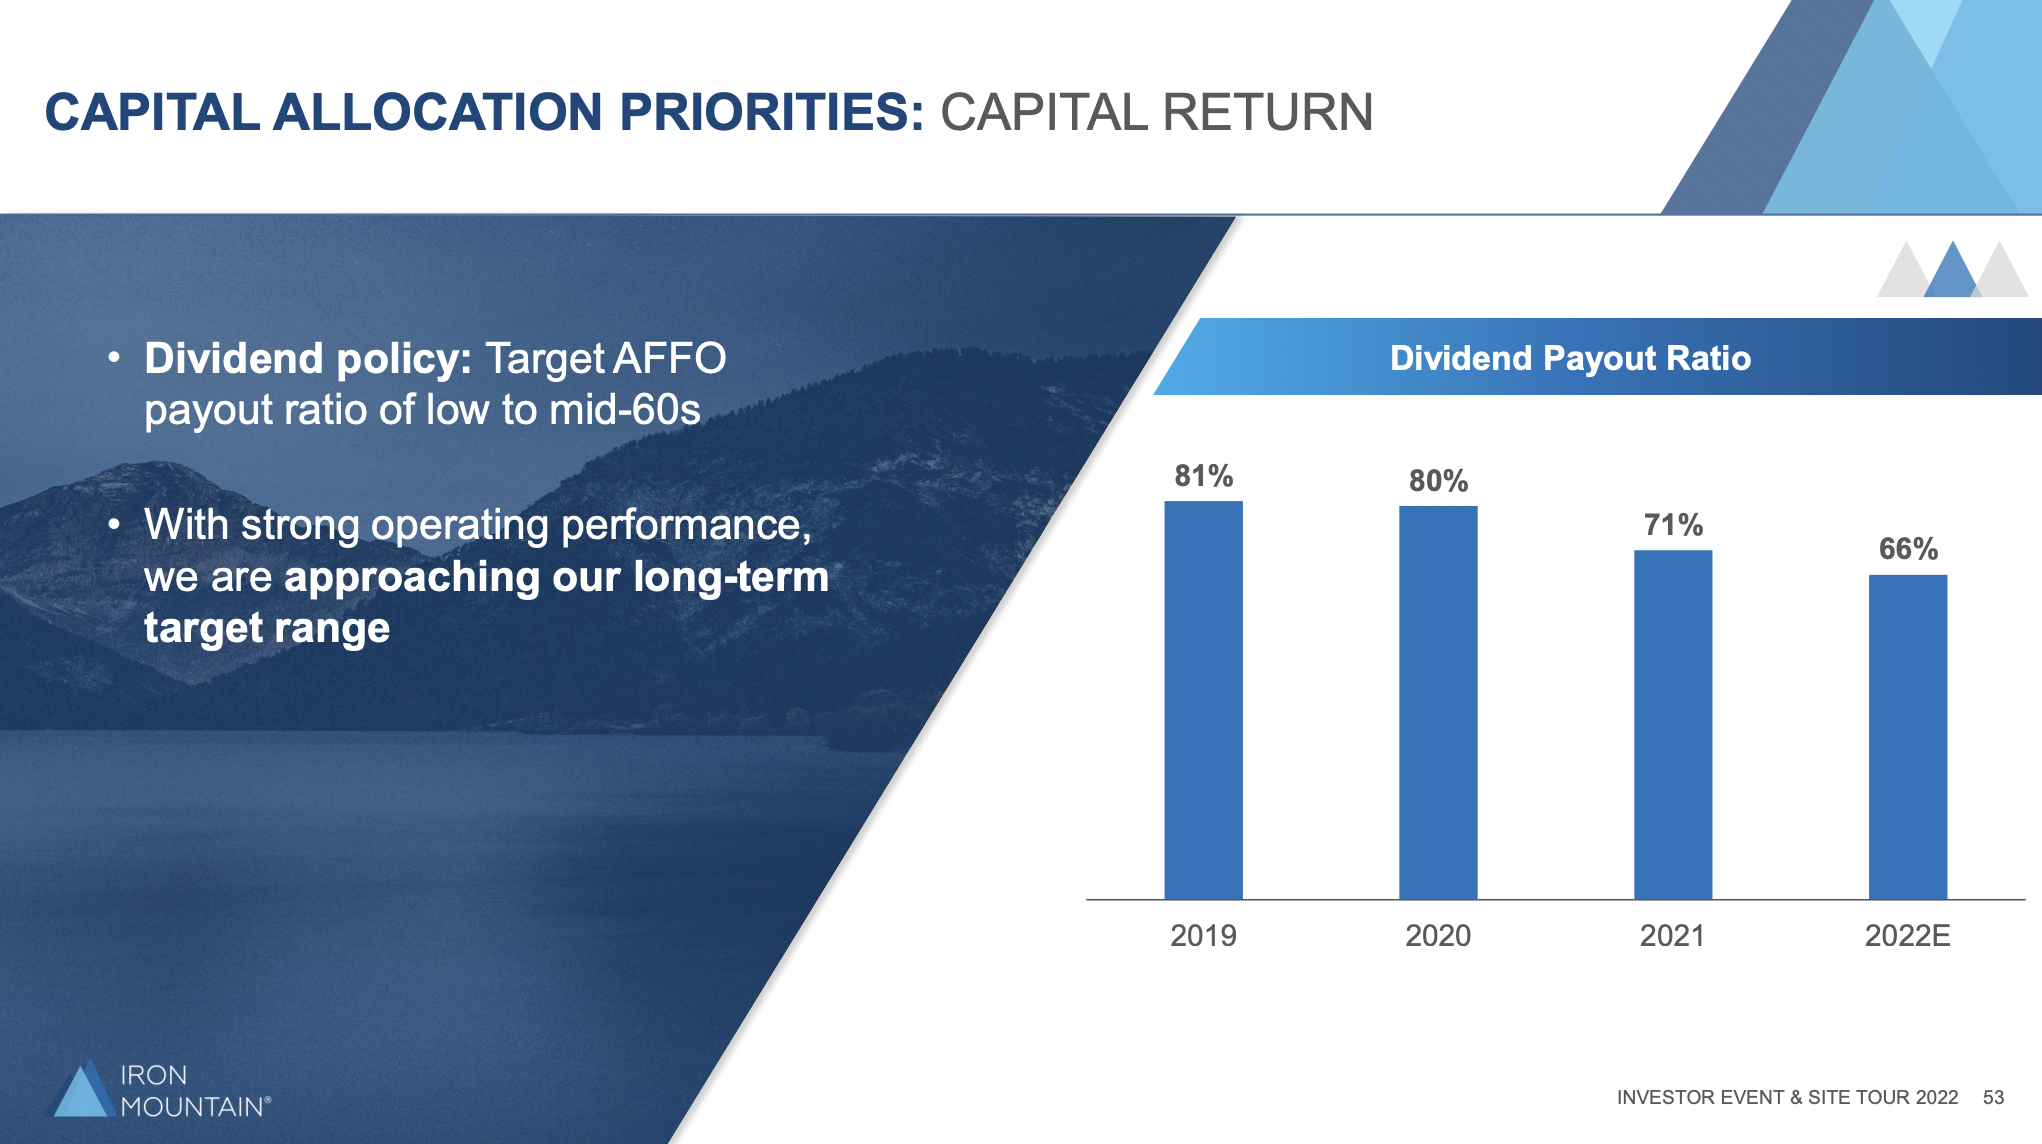 CAPITAL ALLOCATION PRIORITIES: CAPITAL RETURN
• Dividend policy: Target AFFO
payout ratio of low to mid-60s
• With strong operating performance,
we are approaching our long-term
target range
Dividend Payout Ratio
81%
80%
71%
66%
2019
2020
2021
2022E
IRON
MOUNTAIN®
INVESTOR EVENT & SITE TOUR 2022 53